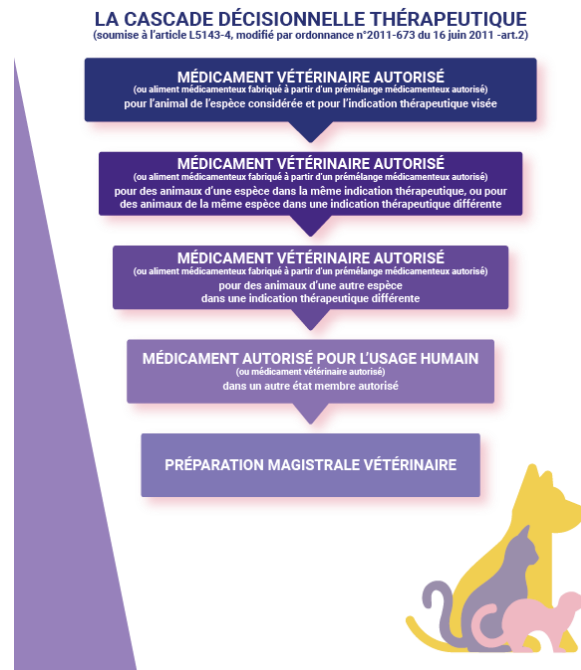 LA CASCADE DÉCISIONNELLE THÉRAPEUTIQUE
(soumise à l'article L5143-4, modifié par ordonnance n°2011-673 du 16 juin 2011 -art.2)
MÉDICAMENT VÉTÉRINAIRE AUTORISÉ
(ou aliment médicamenteux fabriqué à partir d'un prémélange médicamenteux autorisé)
pour l'animal de l'espèce considérée et pour l'indication thérapeutique visée
MÉDICAMENT VÉTÉRINAIRE AUTORISÉ
(ou aliment médicamenteux fabriqué à partir d'un prémélange médicamenteux autorisé)
pour des animaux d'une espèce dans la même indication thérapeutique, ou pour
des animaux de la même espèce dans une indication thérapeutique différente
MÉDICAMENT VÉTÉRINAIRE AUTORISÉ
(ou aliment médicamenteux fabriqué à partir d'un prémélange médicamenteux autorisé)
pour des animaux d'une autre espèce
dans une indication thérapeutique différente
MÉDICAMENT AUTORISÉ POUR L'USAGE HUMAIN
(ou médicament vétérinaire autorisé)
dans un autre état membre autorisé
PRÉPARATION MAGISTRALE VÉTÉRINAIRE